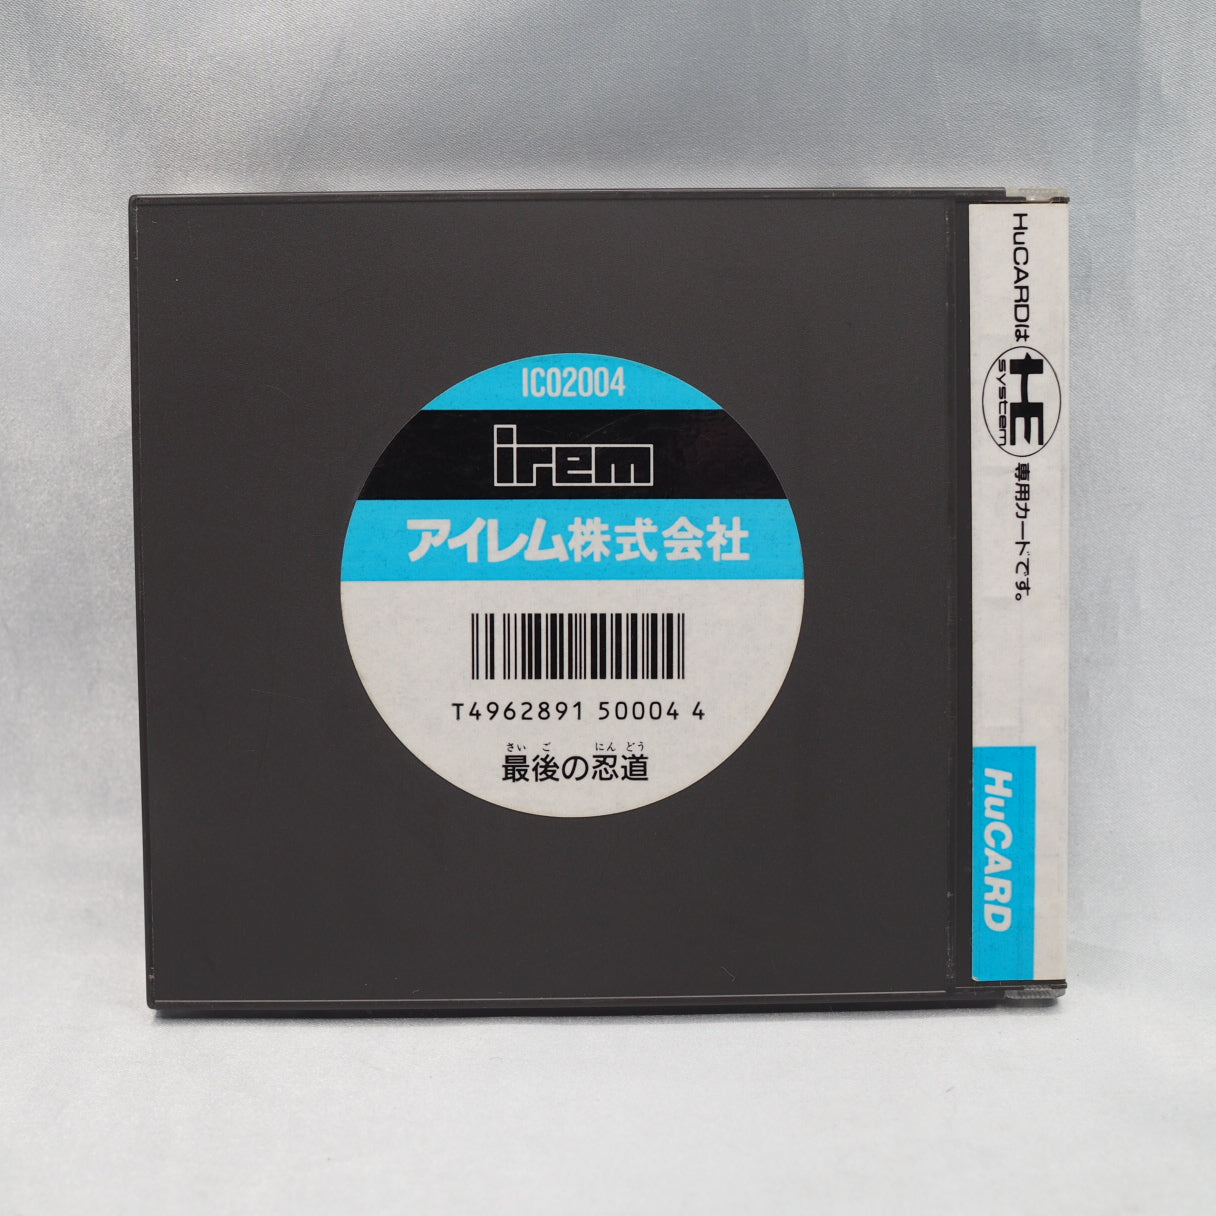 IC02004
irem
アイレム株式会社
T4962891 50004 4
さい ご にん どう
最後の忍道
HuCARDは HE system 専用カードです。
HuCARD